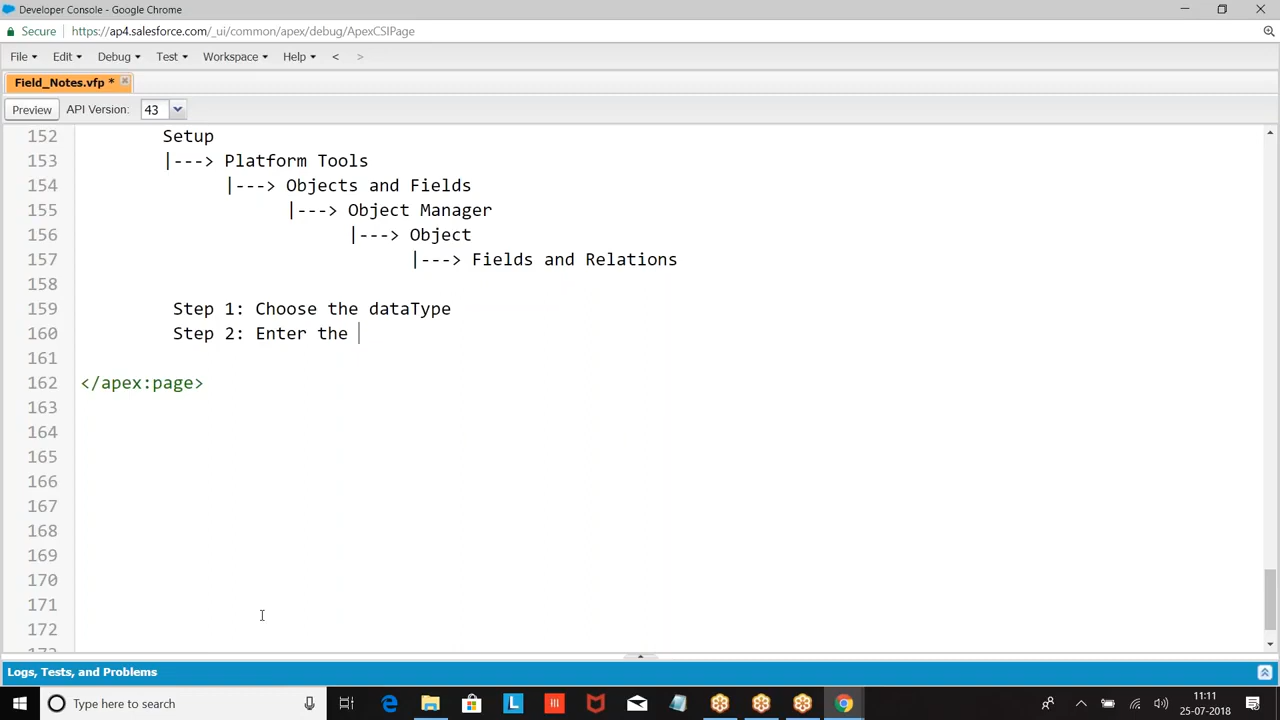 Developer Console - Google Chrome
Secure https://ap4.salesforce.com/_ui/common/apex/debug/ApexCSIPage
File Edit Debug Test Workspace Help < >
Field_Notes.vfp *
Preview API Version: 43
152 Setup
153 |---> Platform Tools
154 |---> Objects and Fields
155 |---> Object Manager
156 |---> Object
157 |---> Fields and Relations
158
159 Step 1: Choose the dataType
160 Step 2: Enter the
161
162 </apex:page>
163
164
165
166
167
168
169
170
171
172
Logs, Tests, and Problems
Type here to search
11:11
25-07-2018